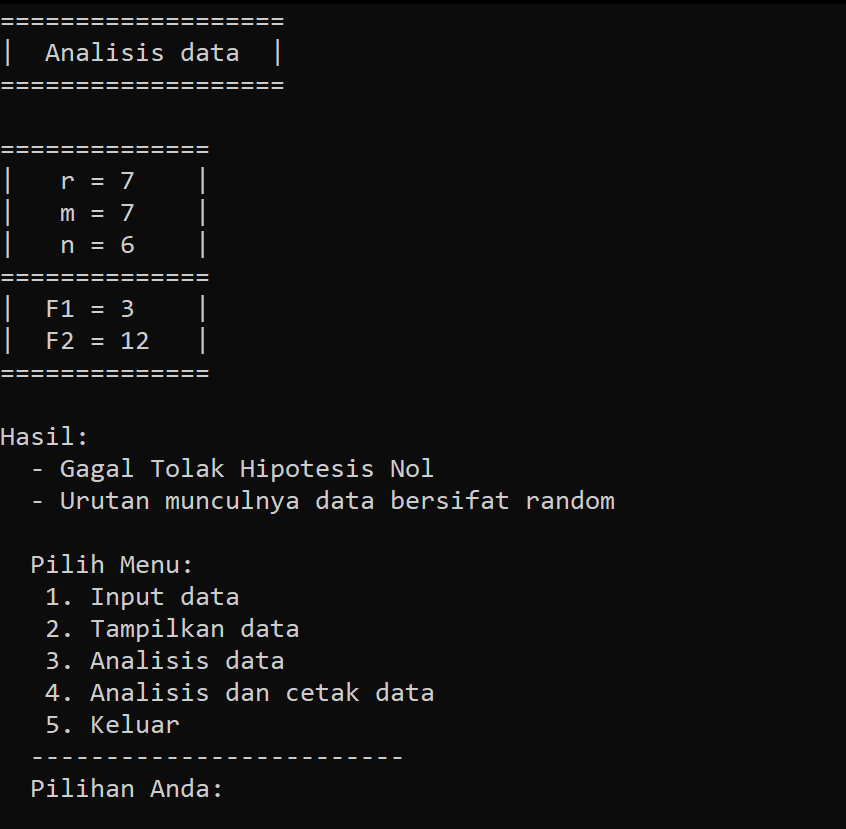 ===================
|  Analisis data  |
===================
==============
|   r = 7    |
|   m = 7    |
|   n = 6    |
==============
|  F1 = 3    |
|  F2 = 12   |
==============
Hasil:
  - Gagal Tolak Hipotesis Nol
  - Urutan munculnya data bersifat random
  Pilih Menu:
   1. Input data
   2. Tampilkan data
   3. Analisis data
   4. Analisis dan cetak data
   5. Keluar
  -------------------------
  Pilihan Anda: